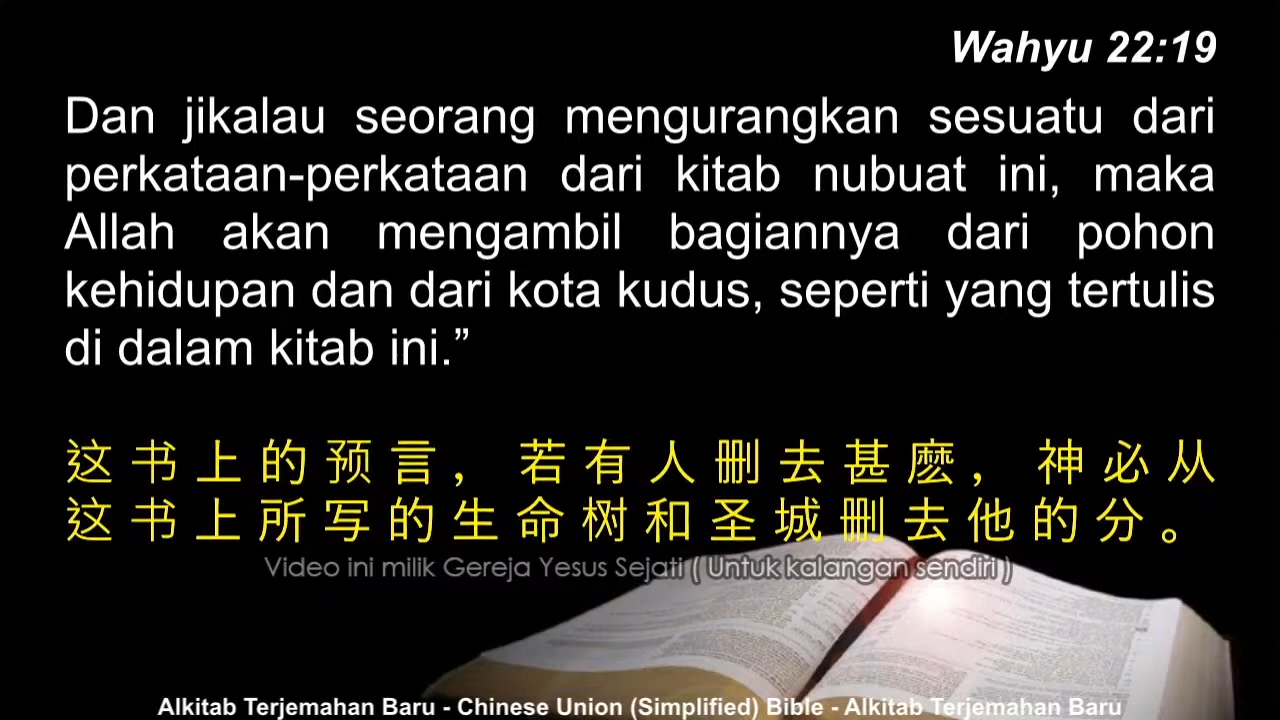 Wahyu 22:19
Dan jikalau seorang mengurangkan sesuatu dari
perkataan-perkataan dari kitab nubuat ini, maka
Allah akan mengambil bagiannya dari pohon
kehidupan dan dari kota kudus, seperti yang tertulis
di dalam kitab ini.”
这书上的预言，若有人删去甚麽，神必从
这书上所写的生命树和圣城删去他的分。
Video ini milik Gereja Yesus Sejati ( Untuk kalangan sendiri )
Alkitab Terjemahan Baru - Chinese Union (Simplified) Bible - Alkitab Terjemahan Baru